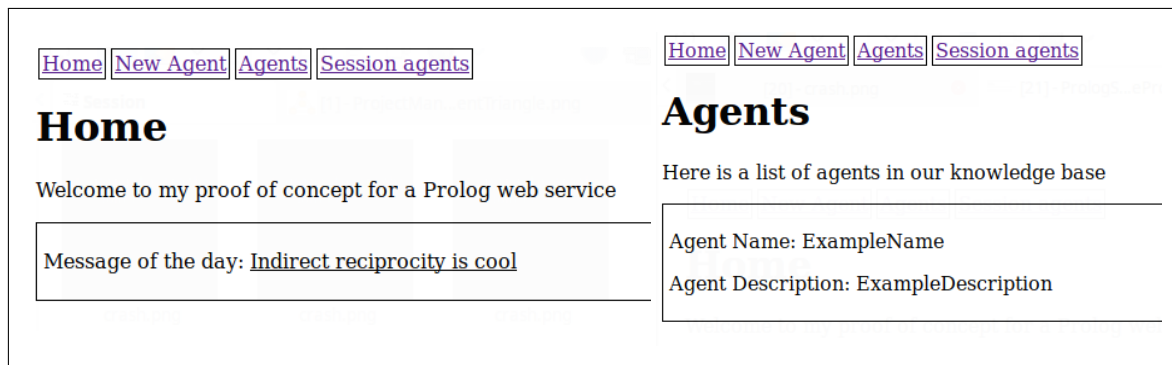 Home New Agent Agents Session agents
Home
Welcome to my proof of concept for a Prolog web service
Message of the day: Indirect reciprocity is cool
Home New Agent Agents Session agents
Agents
Here is a list of agents in our knowledge base
Agent Name: ExampleName
Agent Description: ExampleDescription